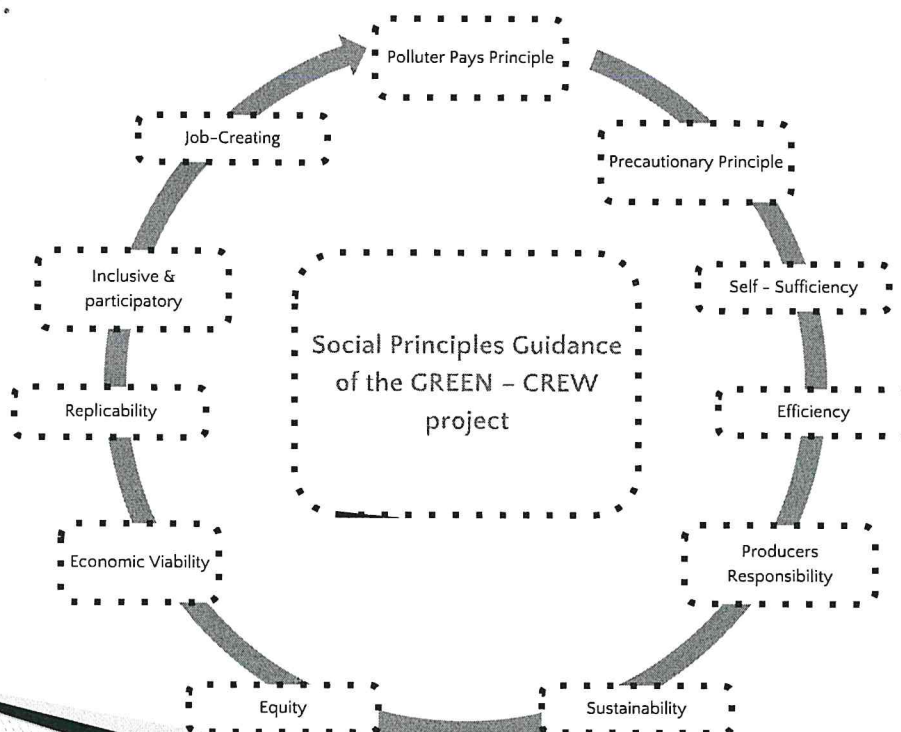 Polluter Pays Principle
Precautionary Principle
Self – Sufficiency
Efficiency
Producers
Responsibility
Sustainability
Equity
Economic Viability
Replicability
Inclusive &
participatory
Job-Creating
Social Principles Guidance
of the GREEN – CREW
project